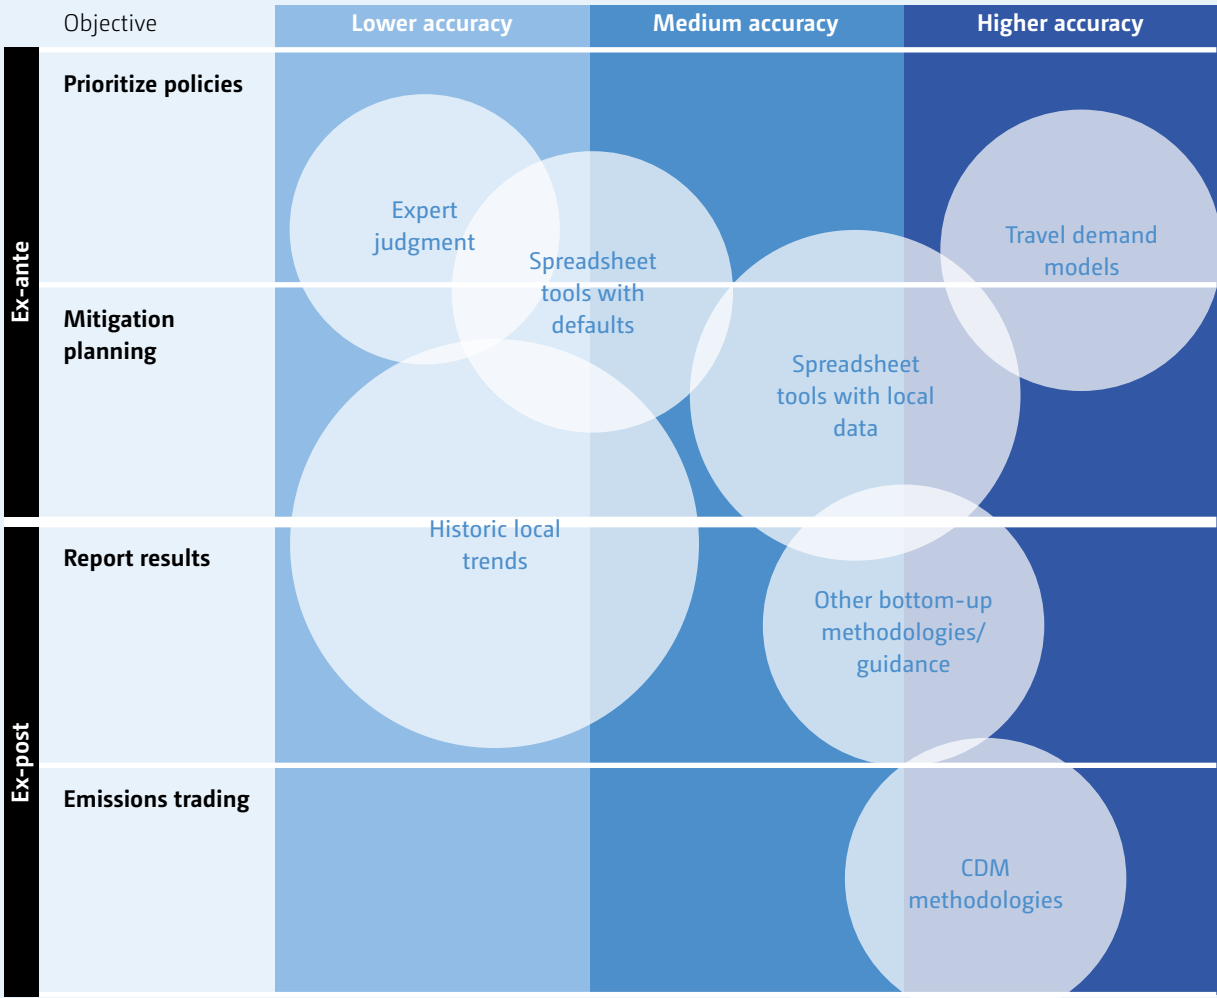 Objective
Lower accuracy
Medium accuracy
Higher accuracy
Ex-ante
Prioritize policies
Expert
judgment
Spreadsheet
tools with
defaults
Travel demand
models
Mitigation
planning
Spreadsheet
tools with local
data
Ex-post
Report results
Historic local
trends
Other bottom-up
methodologies/
guidance
Emissions trading
CDM
methodologies